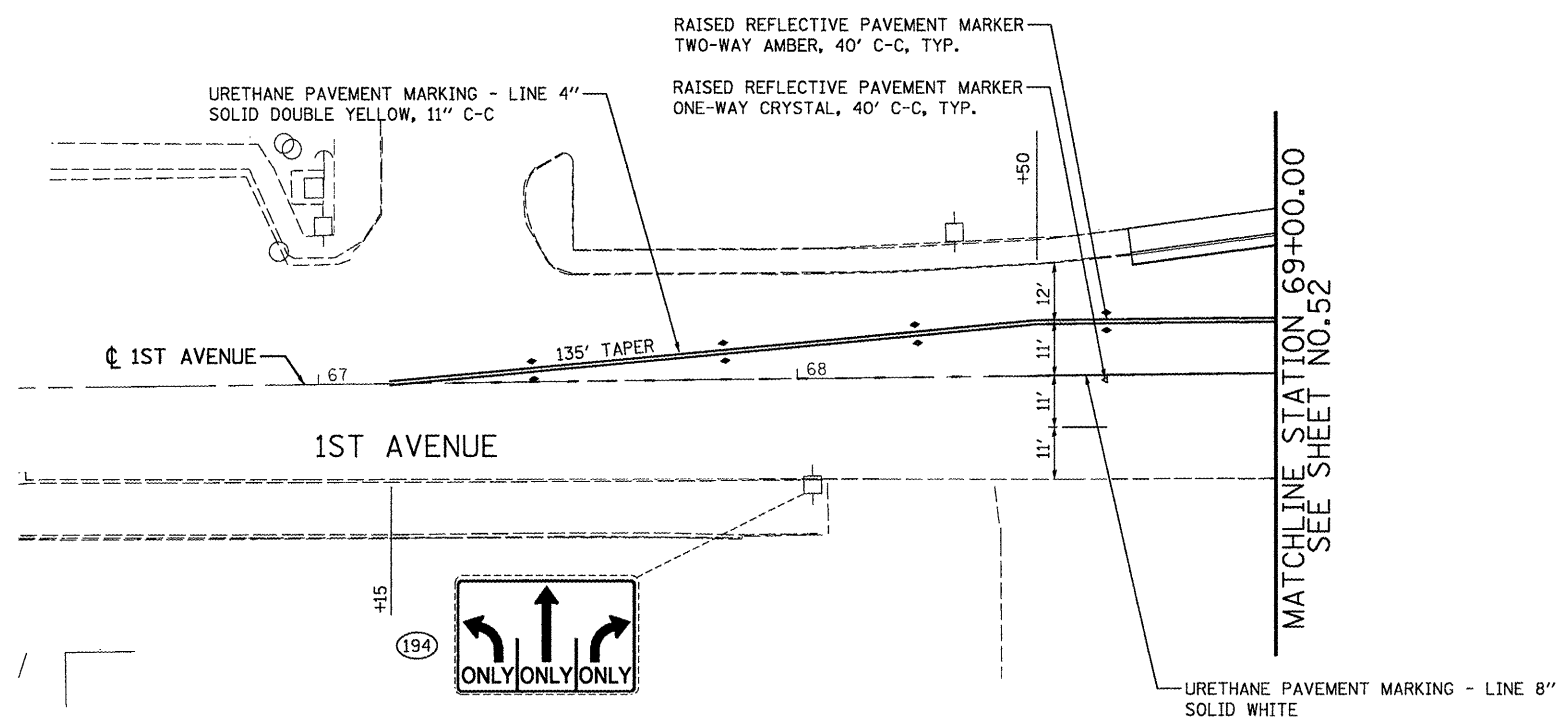 RAISED REFLECTIVE PAVEMENT MARKER
TWO-WAY AMBER, 40' C-C, TYP.
URETHANE PAVEMENT MARKING - LINE 4"
SOLID DOUBLE YELLOW, 11" C-C
RAISED REFLECTIVE PAVEMENT MARKER
ONE-WAY CRYSTAL, 40' C-C, TYP.
+50
12'
11'
11'
11'
135' TAPER
℄ 1ST AVENUE
67
68
1ST AVENUE
+15
194
ONLY ONLY ONLY
MATCHLINE STATION 69+00.00
SEE SHEET NO.52
URETHANE PAVEMENT MARKING - LINE 8"
SOLID WHITE